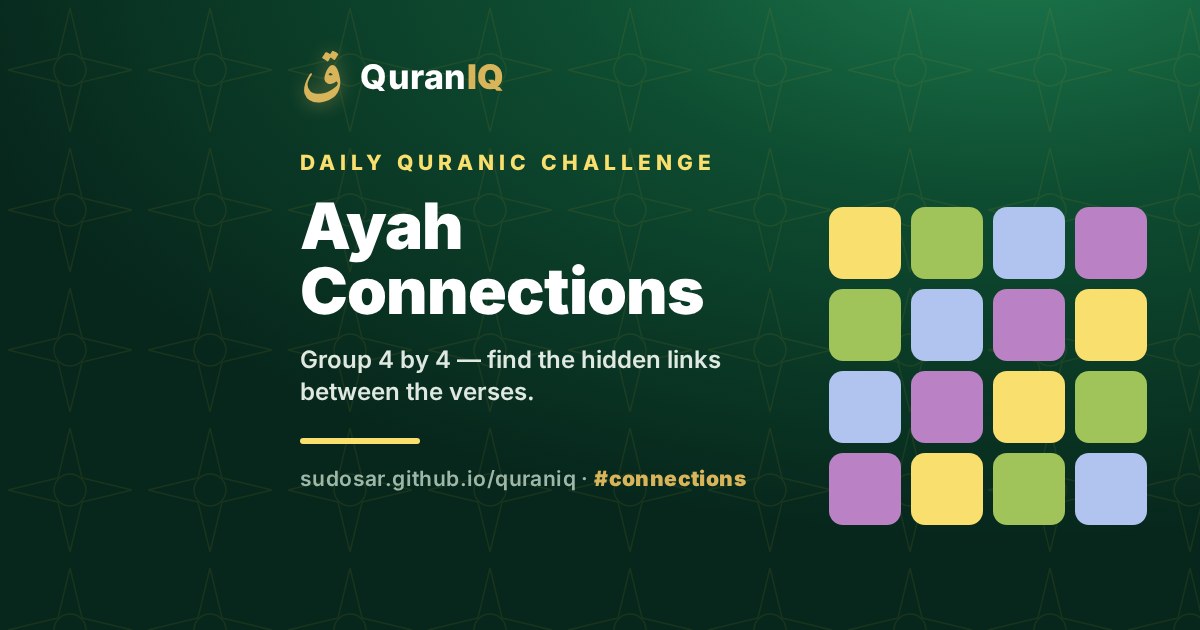 ق QuranIQ
DAILY QURANIC CHALLENGE
Ayah
Connections
Group 4 by 4 — find the hidden links
between the verses.
sudosar.github.io/quraniq · #connections